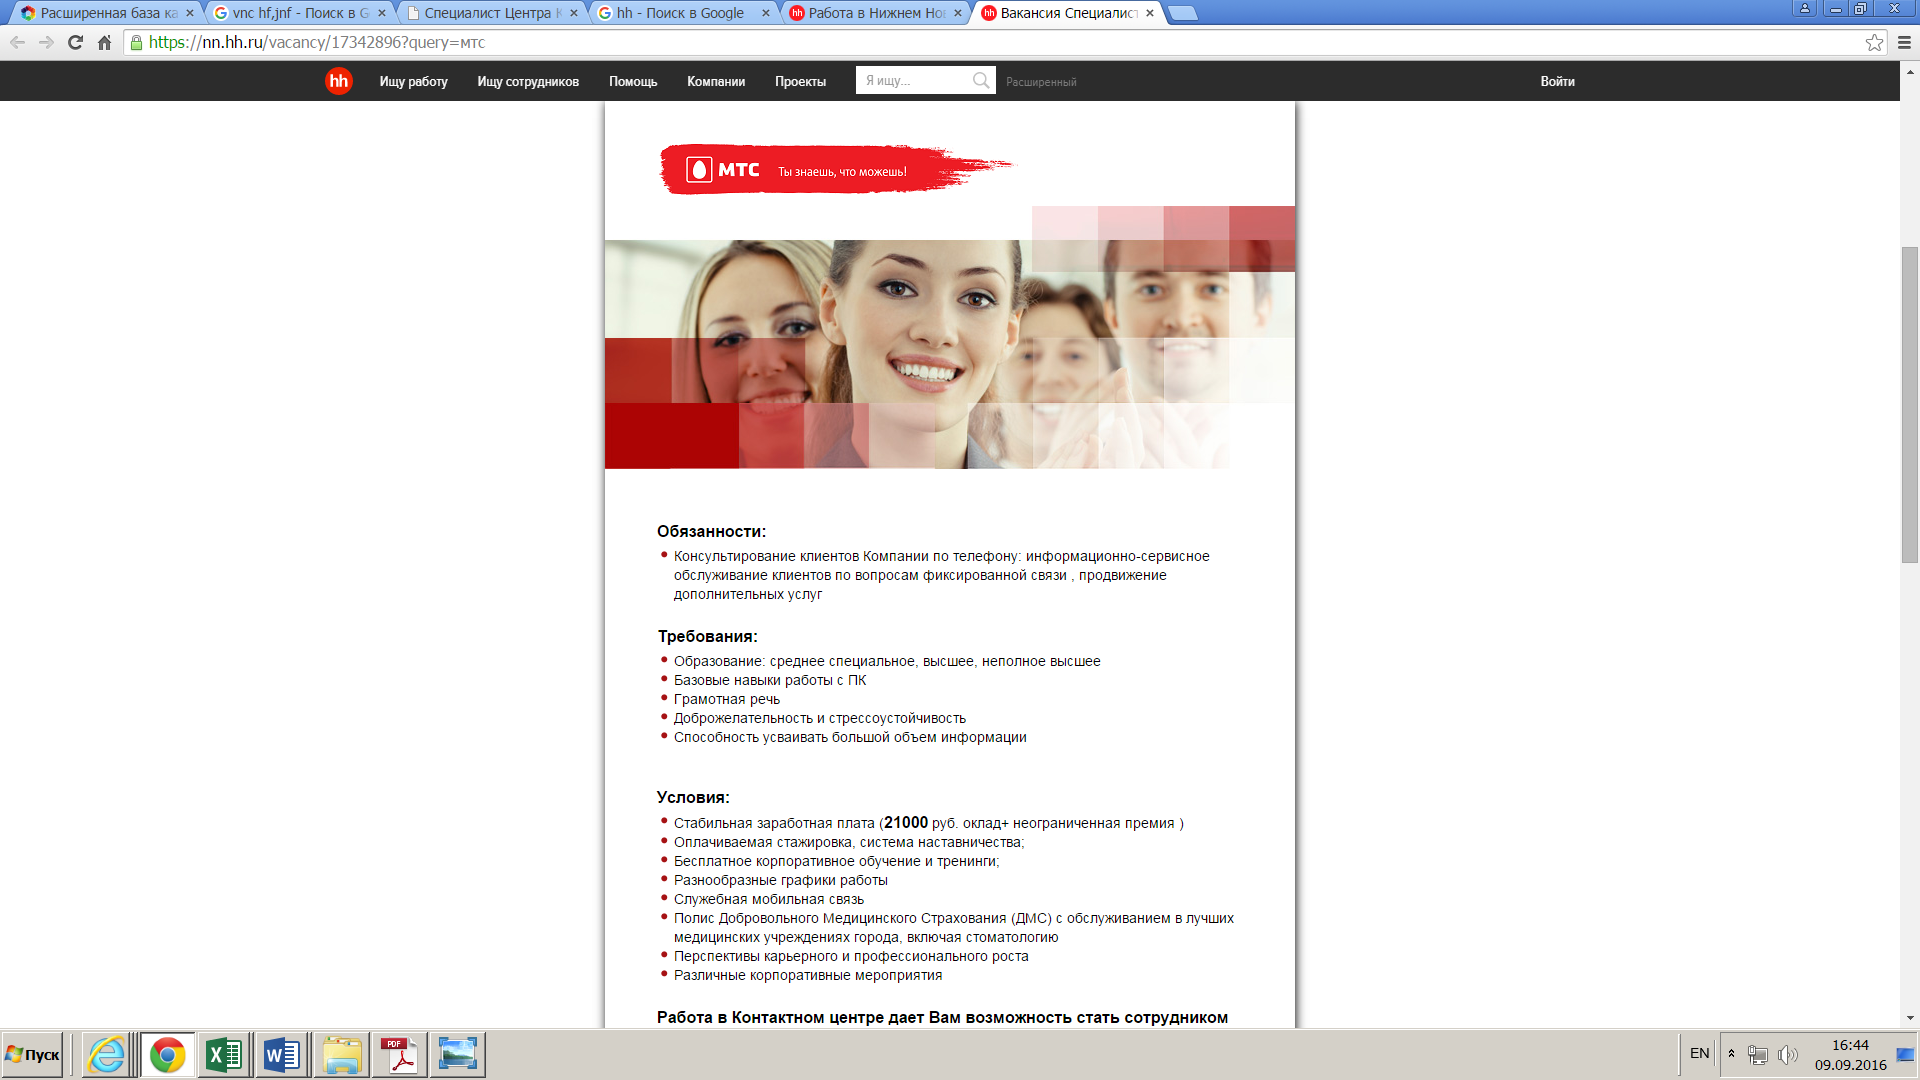 Расширенная база ка
vnc hf,jnf - Поиск в G
Специалист Центра К
hh - Поиск в Google
Работа в Нижнем Нов
Вакансия Специалист
https://nn.hh.ru/vacancy/17342896?query=мтс
hh
Ищу работу
Ищу сотрудников
Помощь
Компании
Проекты
Я ищу...
Расширенный
Войти
МТС Ты знаешь, что можешь!
Обязанности:
Консультирование клиентов Компании по телефону: информационно-сервисное
обслуживание клиентов по вопросам фиксированной связи , продвижение
дополнительных услуг
Требования:
Образование: среднее специальное, высшее, неполное высшее
Базовые навыки работы с ПК
Грамотная речь
Доброжелательность и стрессоустойчивость
Способность усваивать большой объем информации
Условия:
Стабильная заработная плата (21000 руб. оклад+ неограниченная премия )
Оплачиваемая стажировка, система наставничества;
Бесплатное корпоративное обучение и тренинги;
Разнообразные графики работы
Служебная мобильная связь
Полис Добровольного Медицинского Страхования (ДМС) с обслуживанием в лучших
медицинских учреждениях города, включая стоматологию
Перспективы карьерного и профессионального роста
Различные корпоративные мероприятия
Работа в Контактном центре дает Вам возможность стать сотрудником
Пуск
PDF
EN
16:44
09.09.2016